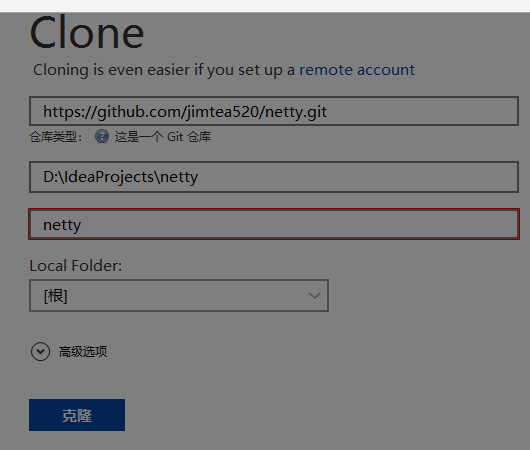 Clone
Cloning is even easier if you set up a remote account
https://github.com/jimtea520/netty.git
仓库类型: ? 这是一个 Git 仓库
D:\IdeaProjects\netty
netty
Local Folder:
[根]
高级选项
克隆